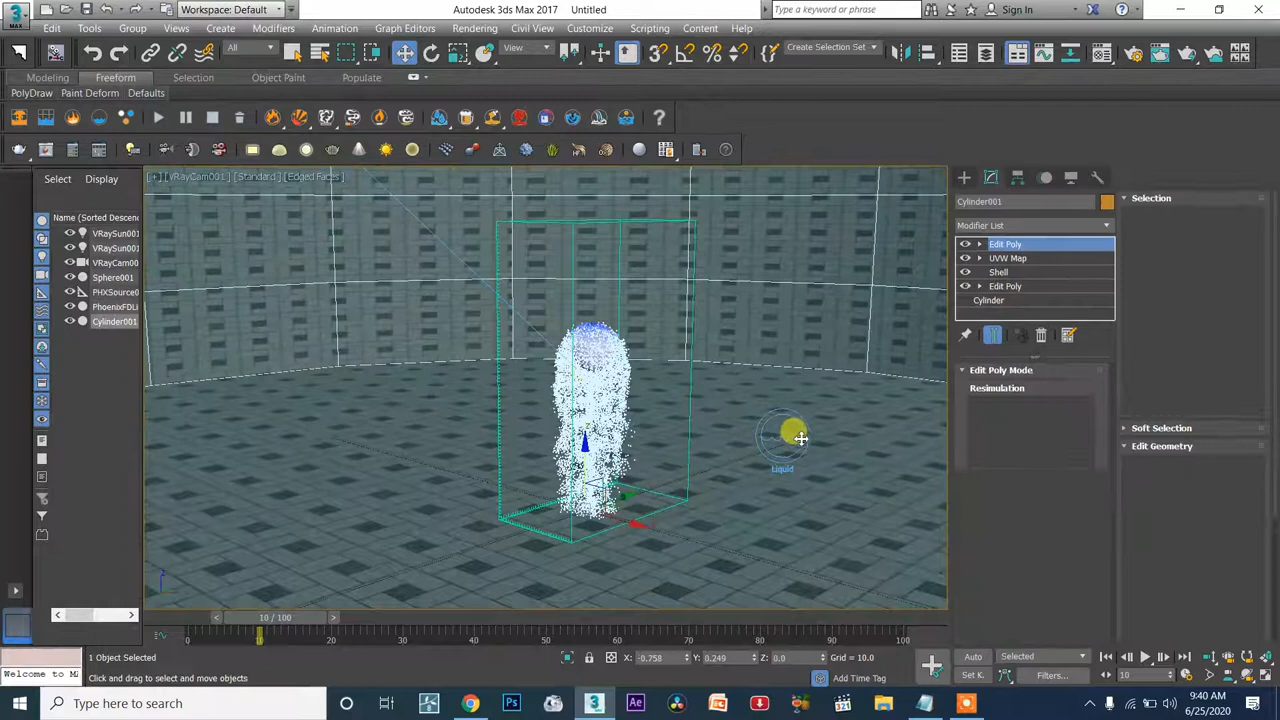 Workspace: Default
Autodesk 3ds Max 2017 Untitled
Type a keyword or phrase
Sign In
MAX
Edit Tools Group Views Create Modifiers Animation Graph Editors Rendering Civil View Customize Scripting Content Help
All
View
Create Selection Set
Modeling Freeform Selection Object Paint Populate
PolyDraw Paint Deform Defaults
Select Display
Name (Sorted Descend
VRaySun001
VRaySun001
VRayCam00
Sphere001
PHXSource0
PhoenixFDLi
Cylinder001
[+] [VRayCam001] [Standard] [Edged Faces]
Liquid
Cylinder001
Modifier List
Edit Poly
UVW Map
Shell
Edit Poly
Cylinder
Edit Poly Mode
Resimulation
Selection
Soft Selection
Edit Geometry
10 / 100
0 10 20 30 40 50 60 70 80 90 100
1 Object Selected
X: -0.758 Y: 0.249 Z: 0.0 Grid = 10.0
Auto Selected
Welcome to M
Click and drag to select and move objects
Add Time Tag
Set K. Filters... 10
Type here to search
9:40 AM
6/25/2020